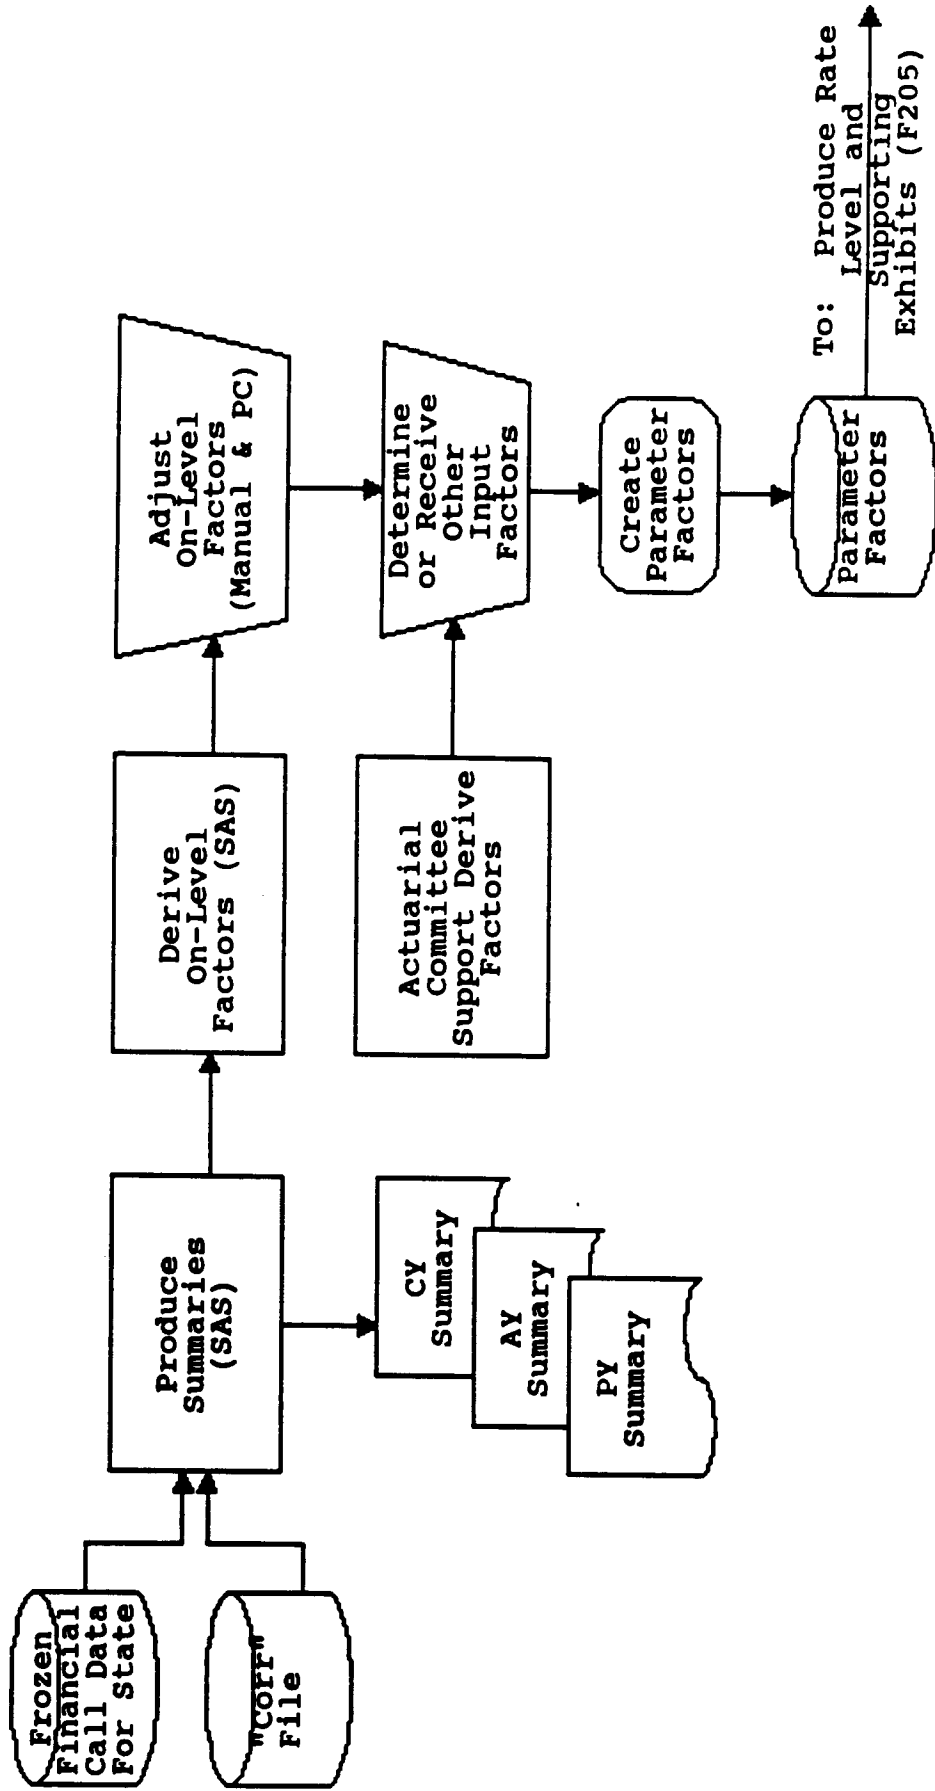 Frozen
Financial
Call Data
For State
"Corr"
File
Produce
Summaries
(SAS)
CY
Summary
AY
Summary
PY
Summary
Derive
On-Level
Factors (SAS)
Adjust
On-Level
Factors
(Manual & PC)
Actuarial
Committee
Support Derive
Factors
Determine
or Receive
Other
Input
Factors
Create
Parameter
Factors
Parameter
Factors
To: Produce Rate
Level and
Supporting
Exhibits (F205)